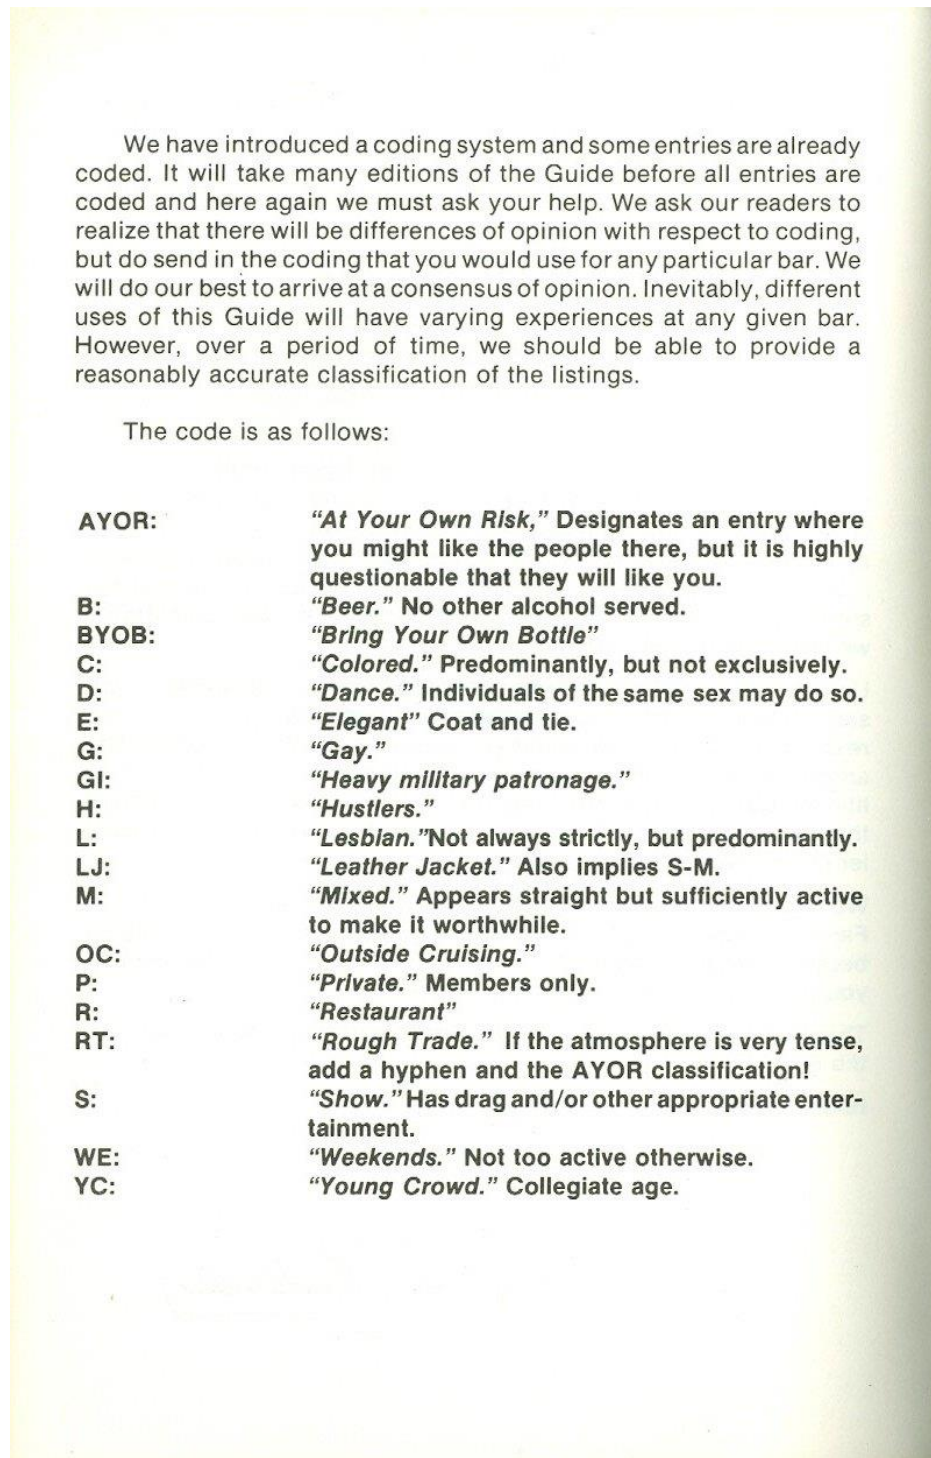 We have introduced a coding system and some entries are already
coded. It will take many editions of the Guide before all entries are
coded and here again we must ask your help. We ask our readers to
realize that there will be differences of opinion with respect to coding,
but do send in the coding that you would use for any particular bar. We
will do our best to arrive at a consensus of opinion. Inevitably, different
uses of this Guide will have varying experiences at any given bar.
However, over a period of time, we should be able to provide a
reasonably accurate classification of the listings.
The code is as follows:
AYOR: “At Your Own Risk,” Designates an entry where
you might like the people there, but it is highly
questionable that they will like you.
B: “Beer.” No other alcohol served.
BYOB: “Bring Your Own Bottle”
C: “Colored.” Predominantly, but not exclusively.
D: “Dance.” Individuals of the same sex may do so.
E: “Elegant” Coat and tie.
G: “Gay.”
GI: “Heavy military patronage.”
H: “Hustlers.”
L: “Lesbian.”Not always strictly, but predominantly.
LJ: “Leather Jacket.” Also implies S-M.
M: “Mixed.” Appears straight but sufficiently active
to make it worthwhile.
OC: “Outside Cruising.”
P: “Private.” Members only.
R: “Restaurant”
RT: “Rough Trade.” If the atmosphere is very tense,
add a hyphen and the AYOR classification!
S: “Show.” Has drag and/or other appropriate enter-
tainment.
WE: “Weekends.” Not too active otherwise.
YC: “Young Crowd.” Collegiate age.